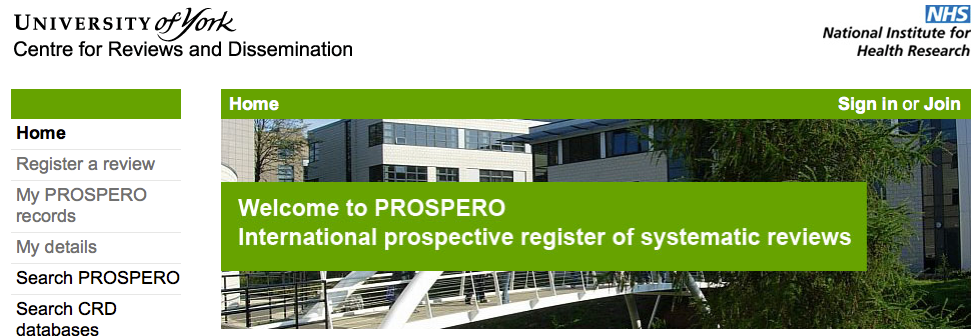 UNIVERSITY of York
Centre for Reviews and Dissemination
NHS
National Institute for
Health Research
Home
Register a review
My PROSPERO
records
My details
Search PROSPERO
Search CRD
databases
Home
Sign in or Join
Welcome to PROSPERO
International prospective register of systematic reviews